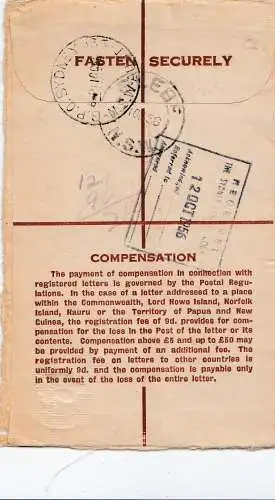 FASTEN SECURELY
12 OCT 1956
COMPENSATION
The payment of compensation in connection with
registered letters is governed by the Postal Regu-
lations. In the case of a letter addressed to a place
within the Commonwealth, Lord Howe Island, Norfolk
Island, Nauru or the Territory of Papua and New
Guinea, the registration fee of 9d. provides for com-
pensation for the loss in the Post of the letter or its
contents. Compensation above £5 and up to £50 may
be provided by payment of an additional fee. The
registration fee on letters to other countries is
uniformly 9d. and the compensation is payable only
in the event of the loss of the entire letter.